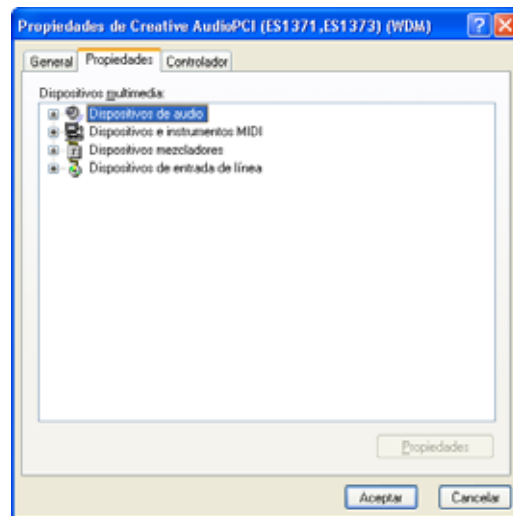 Propiedades de Creative AudioPCI (ES1371,ES1373) (WDM)
General Propiedades Controlador
Dispositivos multimedia:
Dispositivos de audio
Dispositivos e instrumentos MIDI
Dispositivos mezcladores
Dispositivos de entrada de línea
Propiedades
Aceptar Cancelar